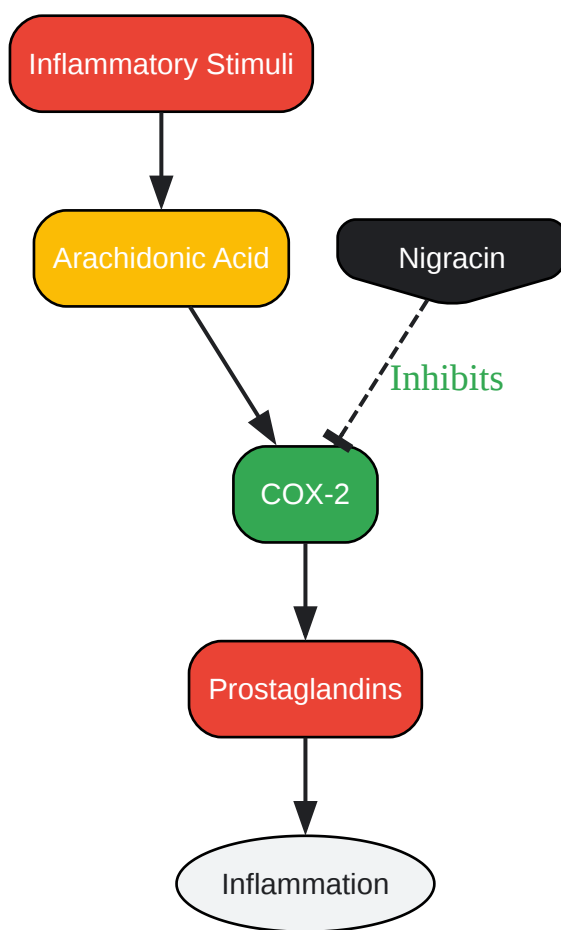 Inflammatory Stimuli
Arachidonic Acid
Nigracin
Inhibits
COX-2
Prostaglandins
Inflammation